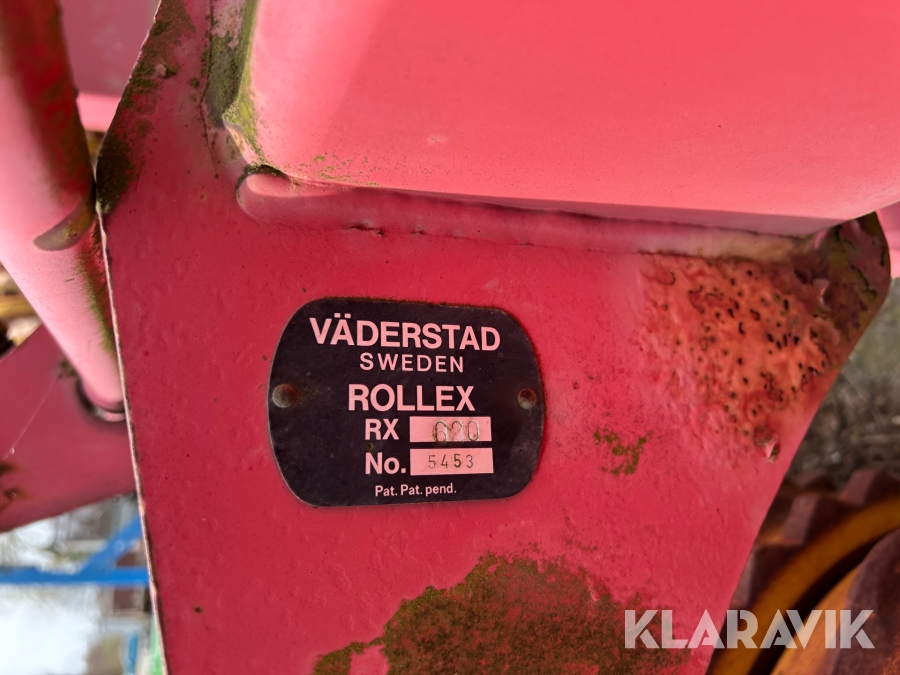 VÄDERSTAD
SWEDEN
ROLLEX
RX 620
No. 5453
Pat. Pat. pend.
KLARAVIK